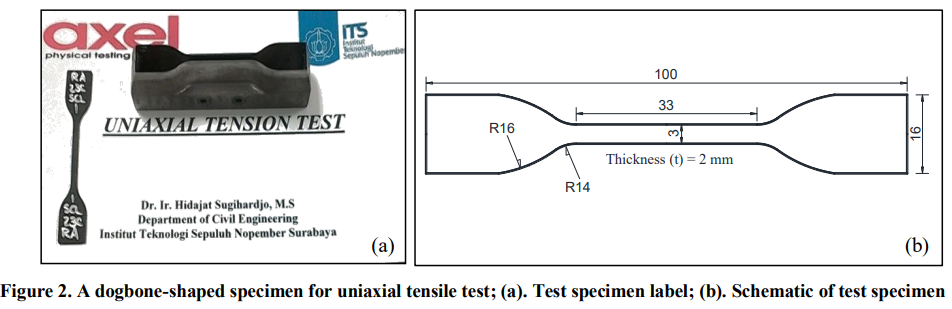 axel
physical testing
ITS
Institut
Teknologi
Sepuluh Nopember
RA
236
SCL
I
UNIAXIAL TENSION TEST
I
SCL
236
RA
Dr. Ir. Hidajat Sugihardjo, M.S
Department of Civil Engineering
Institut Teknologi Sepuluh Nopember Surabaya
(a)
100
33
R16
3
16
Thickness (t) = 2 mm
R14
(b)
Figure 2. A dogbone-shaped specimen for uniaxial tensile test; (a). Test specimen label; (b). Schematic of test specimen